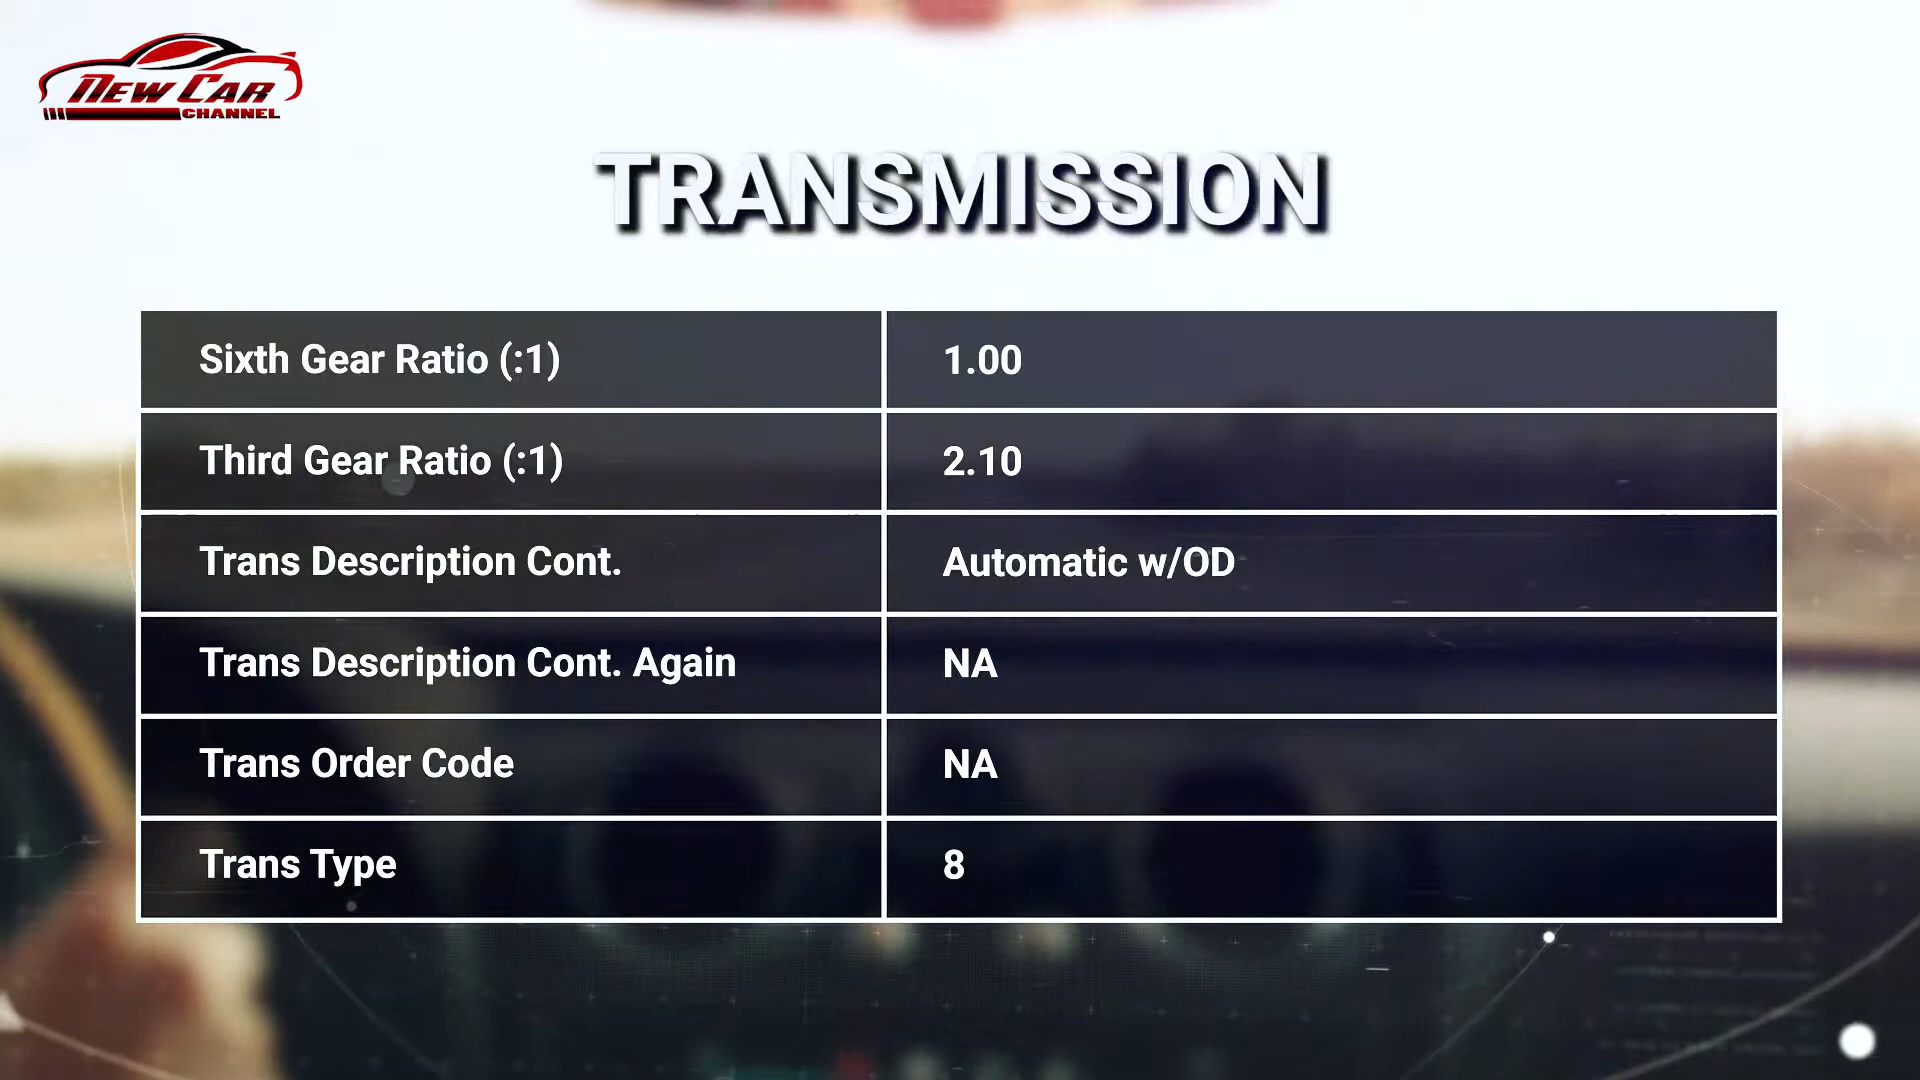 NEW CAR
CHANNEL
TRANSMISSION
Sixth Gear Ratio (:1) 1.00
Third Gear Ratio (:1) 2.10
Trans Description Cont. Automatic w/OD
Trans Description Cont. Again NA
Trans Order Code NA
Trans Type 8